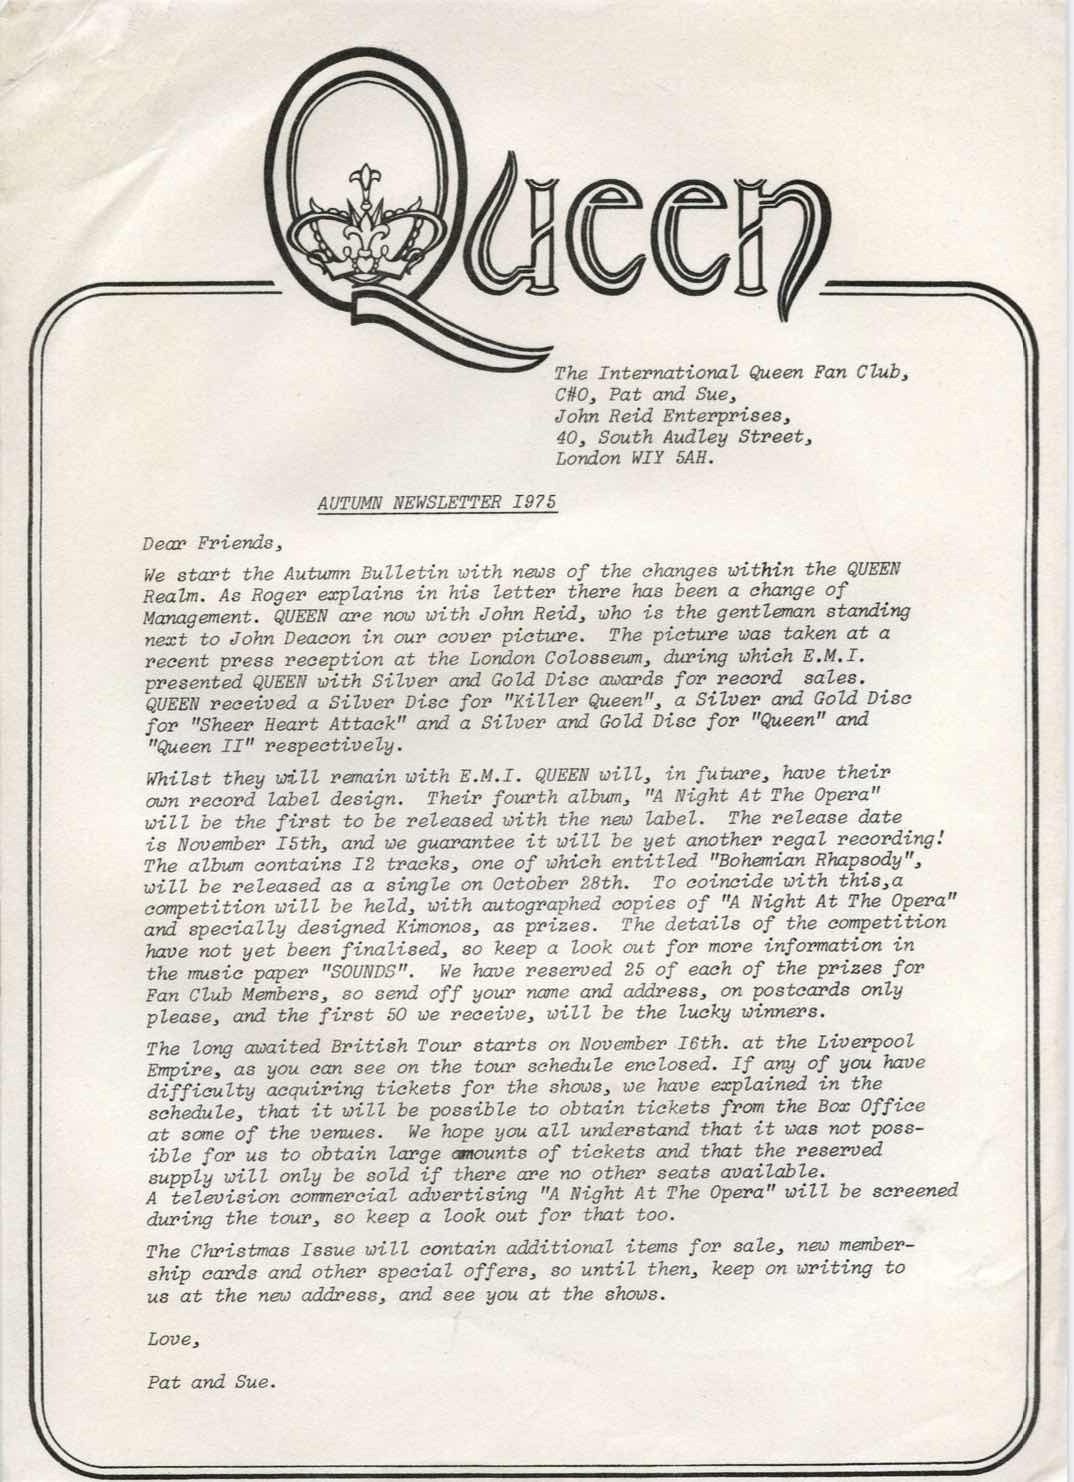 Queen
The International Queen Fan Club,
C#O, Pat and Sue,
John Reid Enterprises,
40, South Audley Street,
London WIY 5AH.
AUTUMN NEWSLETTER I975
Dear Friends,
We start the Autumn Bulletin with news of the changes within the QUEEN
Realm. As Roger explains in his letter there has been a change of
Management. QUEEN are now with John Reid, who is the gentleman standing
next to John Deacon in our cover picture. The picture was taken at a
recent press reception at the London Colosseum, during which E.M.I.
presented QUEEN with Silver and Gold Disc awards for record sales.
QUEEN received a Silver Disc for "Killer Queen", a Silver and Gold Disc
for "Sheer Heart Attack" and a Silver and Gold Disc for "Queen" and
"Queen II" respectively.
Whilst they will remain with E.M.I. QUEEN will, in future, have their
own record label design. Their fourth album, "A Night At The Opera"
will be the first to be released with the new label. The release date
is November I5th, and we guarantee it will be yet another regal recording!
The album contains I2 tracks, one of which entitled "Bohemian Rhapsody",
will be released as a single on October 28th. To coincide with this,a
competition will be held, with autographed copies of "A Night At The Opera"
and specially designed Kimonos, as prizes. The details of the competition
have not yet been finalised, so keep a look out for more information in
the music paper "SOUNDS". We have reserved 25 of each of the prizes for
Fan Club Members, so send off your name and address, on postcards only
please, and the first 50 we receive, will be the lucky winners.
The long awaited British Tour starts on November I6th. at the Liverpool
Empire, as you can see on the tour schedule enclosed. If any of you have
difficulty acquiring tickets for the shows, we have explained in the
schedule, that it will be possible to obtain tickets from the Box Office
at some of the venues. We hope you all understand that it was not poss-
ible for us to obtain large amounts of tickets and that the reserved
supply will only be sold if there are no other seats available.
A television commercial advertising "A Night At The Opera" will be screened
during the tour, so keep a look out for that too.
The Christmas Issue will contain additional items for sale, new member-
ship cards and other special offers, so until then, keep on writing to
us at the new address, and see you at the shows.
Love,
Pat and Sue.